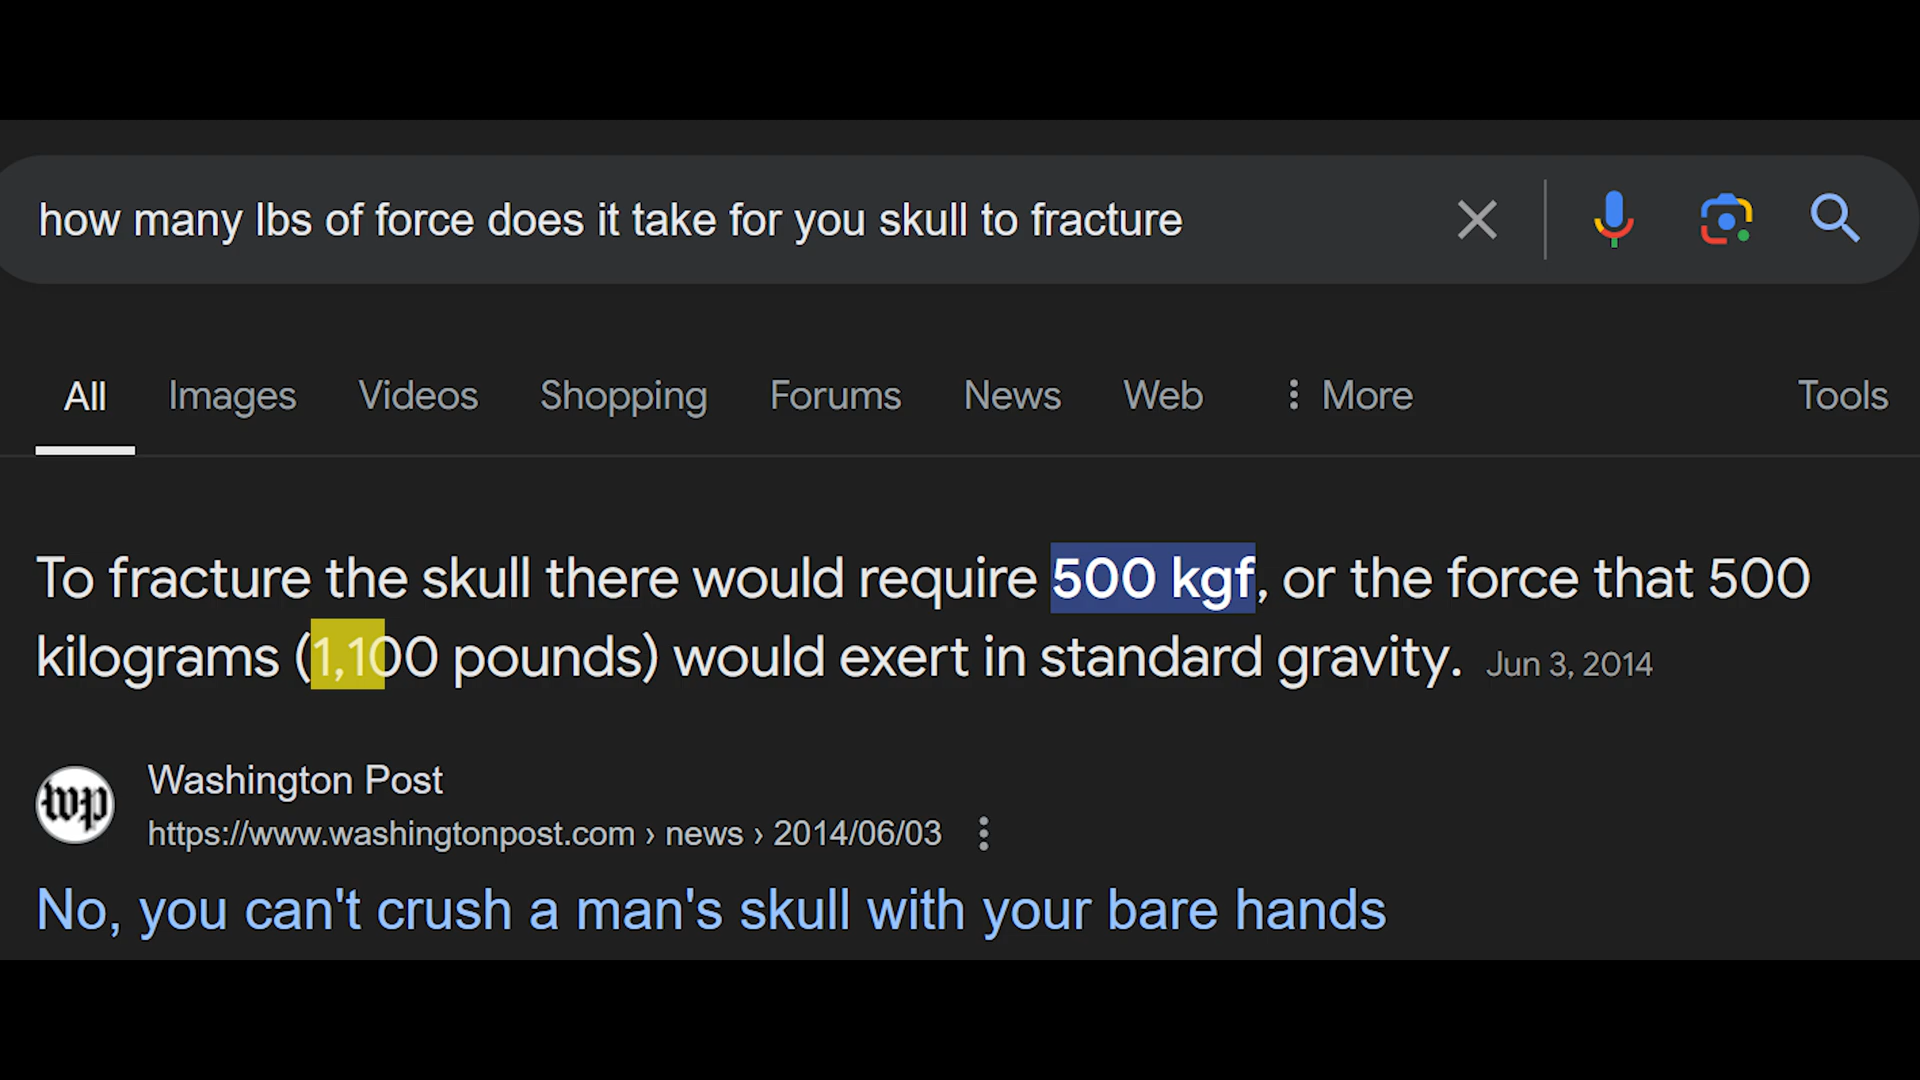 how many lbs of force does it take for you skull to fracture
All Images Videos Shopping Forums News Web More Tools
To fracture the skull there would require 500 kgf, or the force that 500
kilograms (1,100 pounds) would exert in standard gravity. Jun 3, 2014
wp
Washington Post
https://www.washingtonpost.com › news › 2014/06/03
No, you can't crush a man's skull with your bare hands